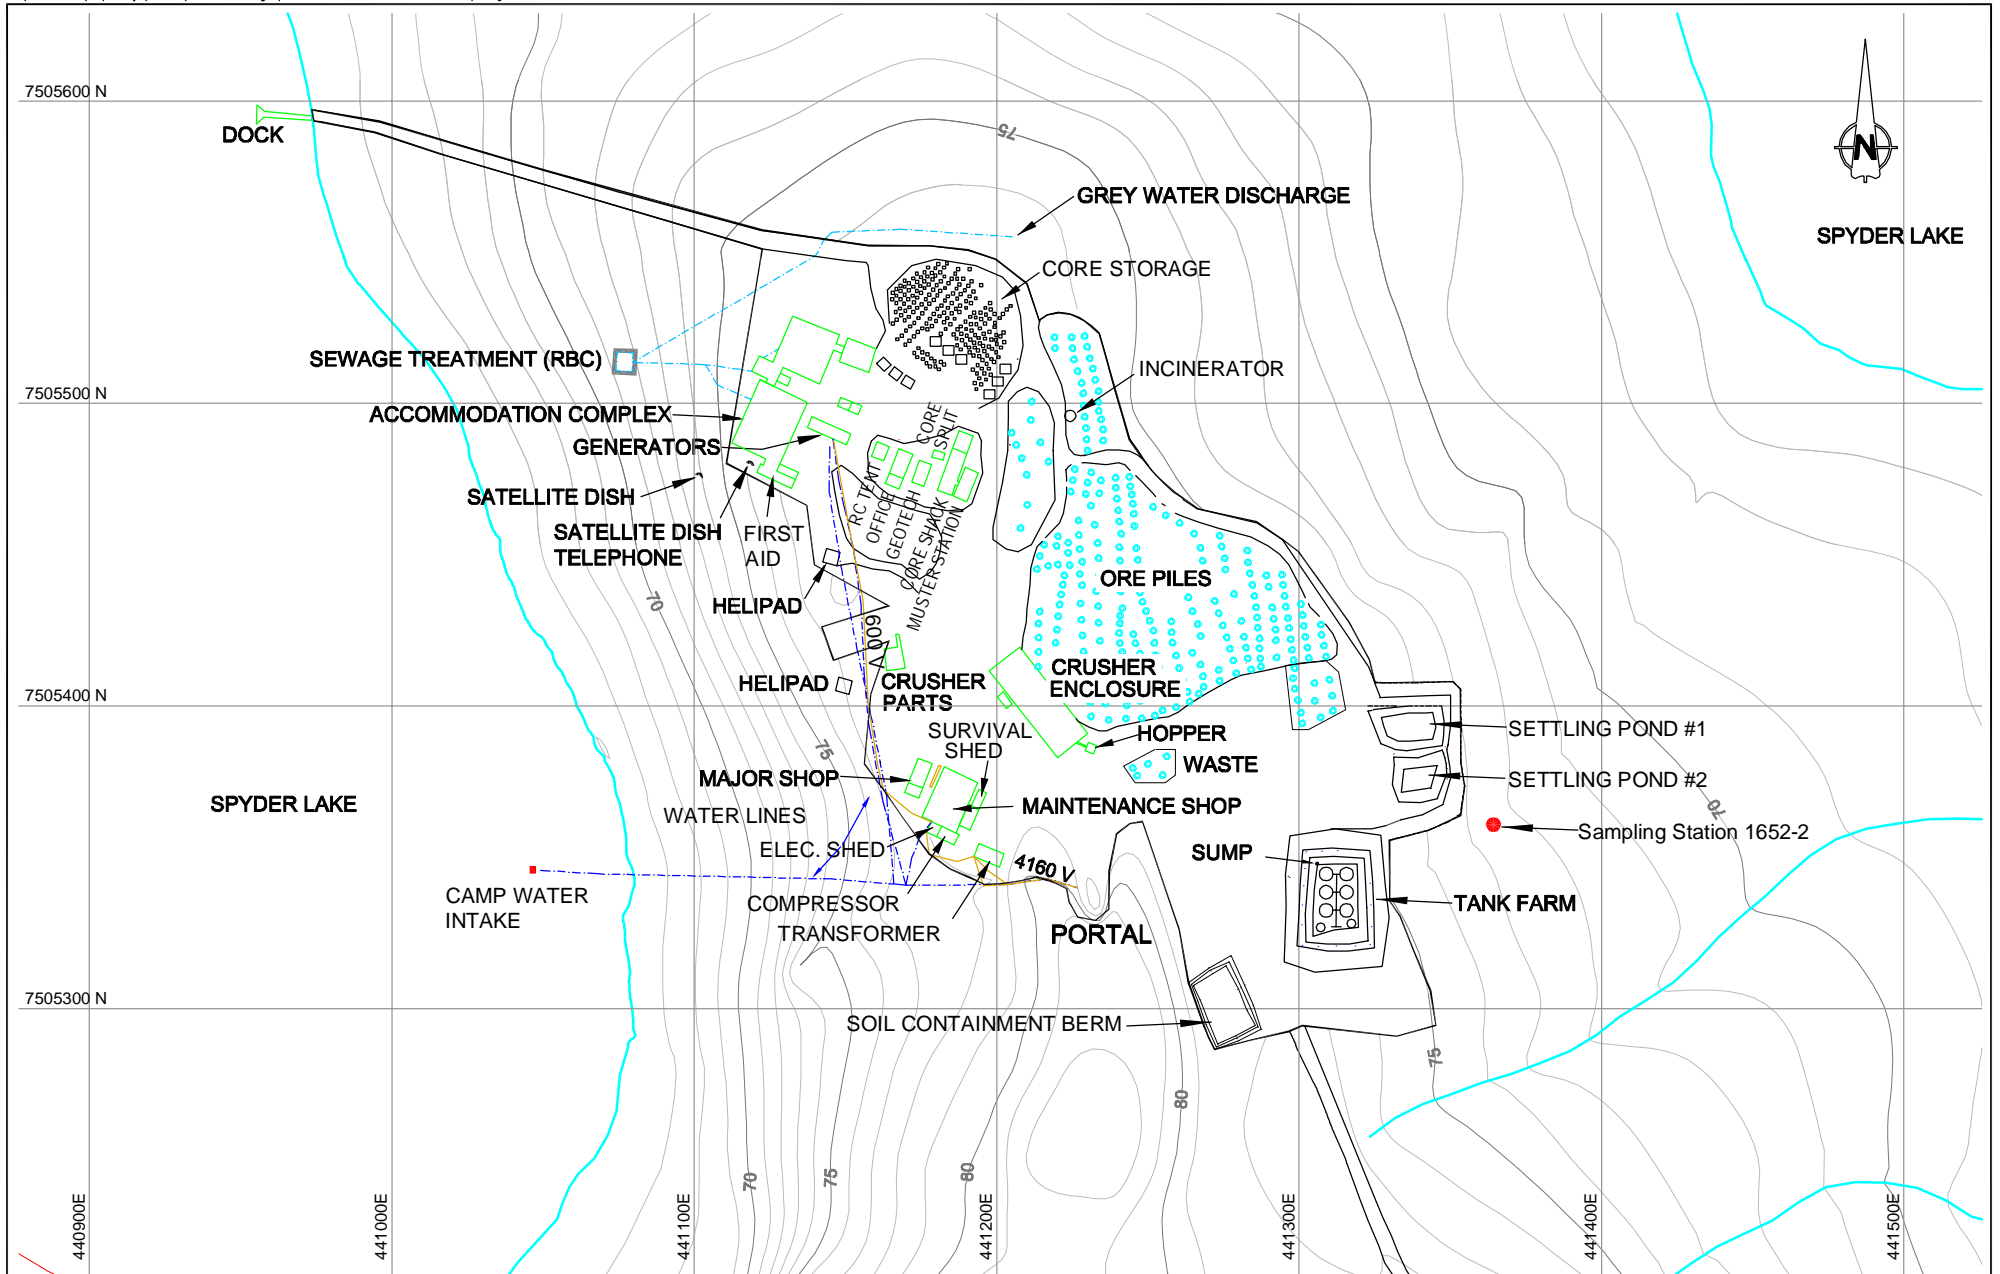 7505600 N
DOCK
N
75
GREY WATER DISCHARGE
SPYDER LAKE
CORE STORAGE
SEWAGE TREATMENT (RBC)
INCINERATOR
7505500 N
ACCOMMODATION COMPLEX
CORE
SPLIT
GENERATORS
SATELLITE DISH
RC TENT
OFFICE
GEOTECH
CORE SHACK
MUSTER STATION
SATELLITE DISH
TELEPHONE
FIRST
AID
ORE PILES
70
HELIPAD
600 V
CRUSHER
ENCLOSURE
HELIPAD
CRUSHER
PARTS
7505400 N
SETTLING POND #1
SURVIVAL
SHED
HOPPER
75
WASTE
MAJOR SHOP
SETTLING POND #2
SPYDER LAKE
WATER LINES
MAINTENANCE SHOP
70
Sampling Station 1652-2
ELEC. SHED
SUMP
4160 V
CAMP WATER
INTAKE
COMPRESSOR
TANK FARM
TRANSFORMER
PORTAL
7505300 N
SOIL CONTAINMENT BERM
75
80
70
75
80
440900E
441000E
441100E
441200E
441300E
441400E
441500E